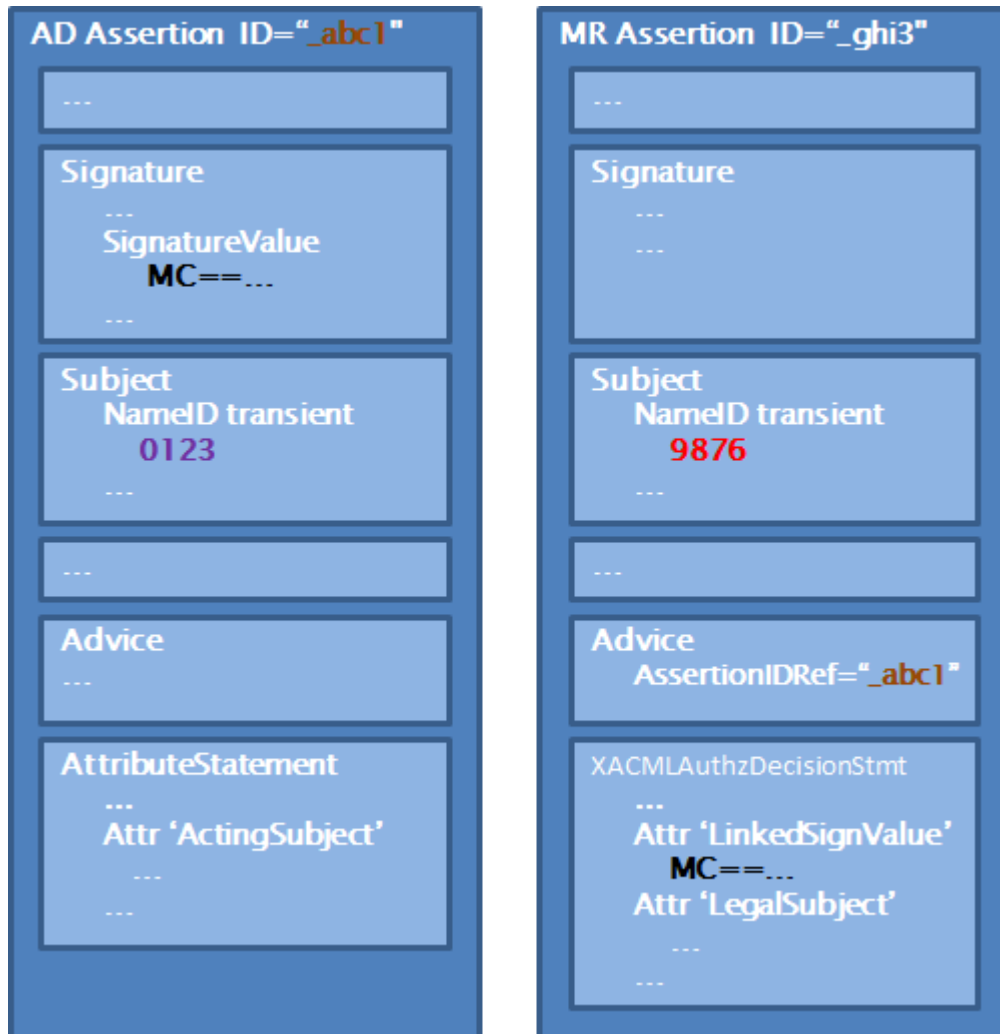 AD Assertion ID=“_abc1"
---
Signature
---
SignatureValue
MC==...
---
Subject
NameID transient
0123
---
---
Advice
---
AttributeStatement
...
Attr ‘ActingSubject’
---
---
MR Assertion ID=“_ghi3"
---
Signature
---
---
Subject
NameID transient
9876
---
---
Advice
AssertionIDRef=“_abc1"
XACMLAuthzDecisionStmt
...
Attr ‘LinkedSignValue’
MC==...
Attr ‘LegalSubject’
---
---